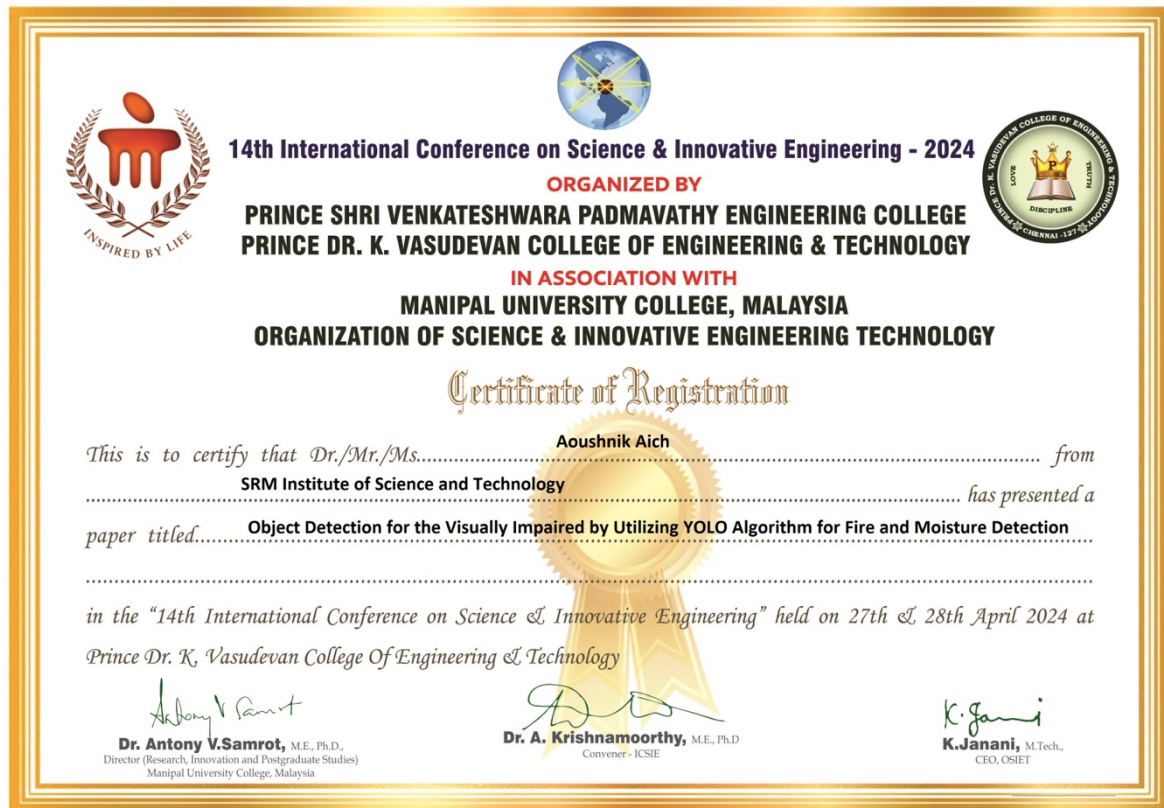 INSPIRED BY LIFE
14th International Conference on Science & Innovative Engineering - 2024
PRINCE Dr. K. VASUDEVAN COLLEGE OF ENGINEERING & TECHNOLOGY
LOVE
TRUTH
P
DISCIPLINE
CHENNAI -127
ORGANIZED BY
PRINCE SHRI VENKATESHWARA PADMAVATHY ENGINEERING COLLEGE
PRINCE DR. K. VASUDEVAN COLLEGE OF ENGINEERING & TECHNOLOGY
IN ASSOCIATION WITH
MANIPAL UNIVERSITY COLLEGE, MALAYSIA
ORGANIZATION OF SCIENCE & INNOVATIVE ENGINEERING TECHNOLOGY
Certificate of Registration
This is to certify that Dr./Mr./Ms. Aoushnik Aich from
SRM Institute of Science and Technology has presented a
paper titled Object Detection for the Visually Impaired by Utilizing YOLO Algorithm for Fire and Moisture Detection
in the “14th International Conference on Science & Innovative Engineering” held on 27th & 28th April 2024 at
Prince Dr. K. Vasudevan College Of Engineering & Technology
Antony V Samrot
K. Janani
Dr. Antony V.Samrot, M.E., Ph.D.,
Director (Research, Innovation and Postgraduate Studies)
Manipal University College, Malaysia
Dr. A. Krishnamoorthy, M.E., Ph.D
Convener - ICSIE
K.Janani, M.Tech.,
CEO, OSIET